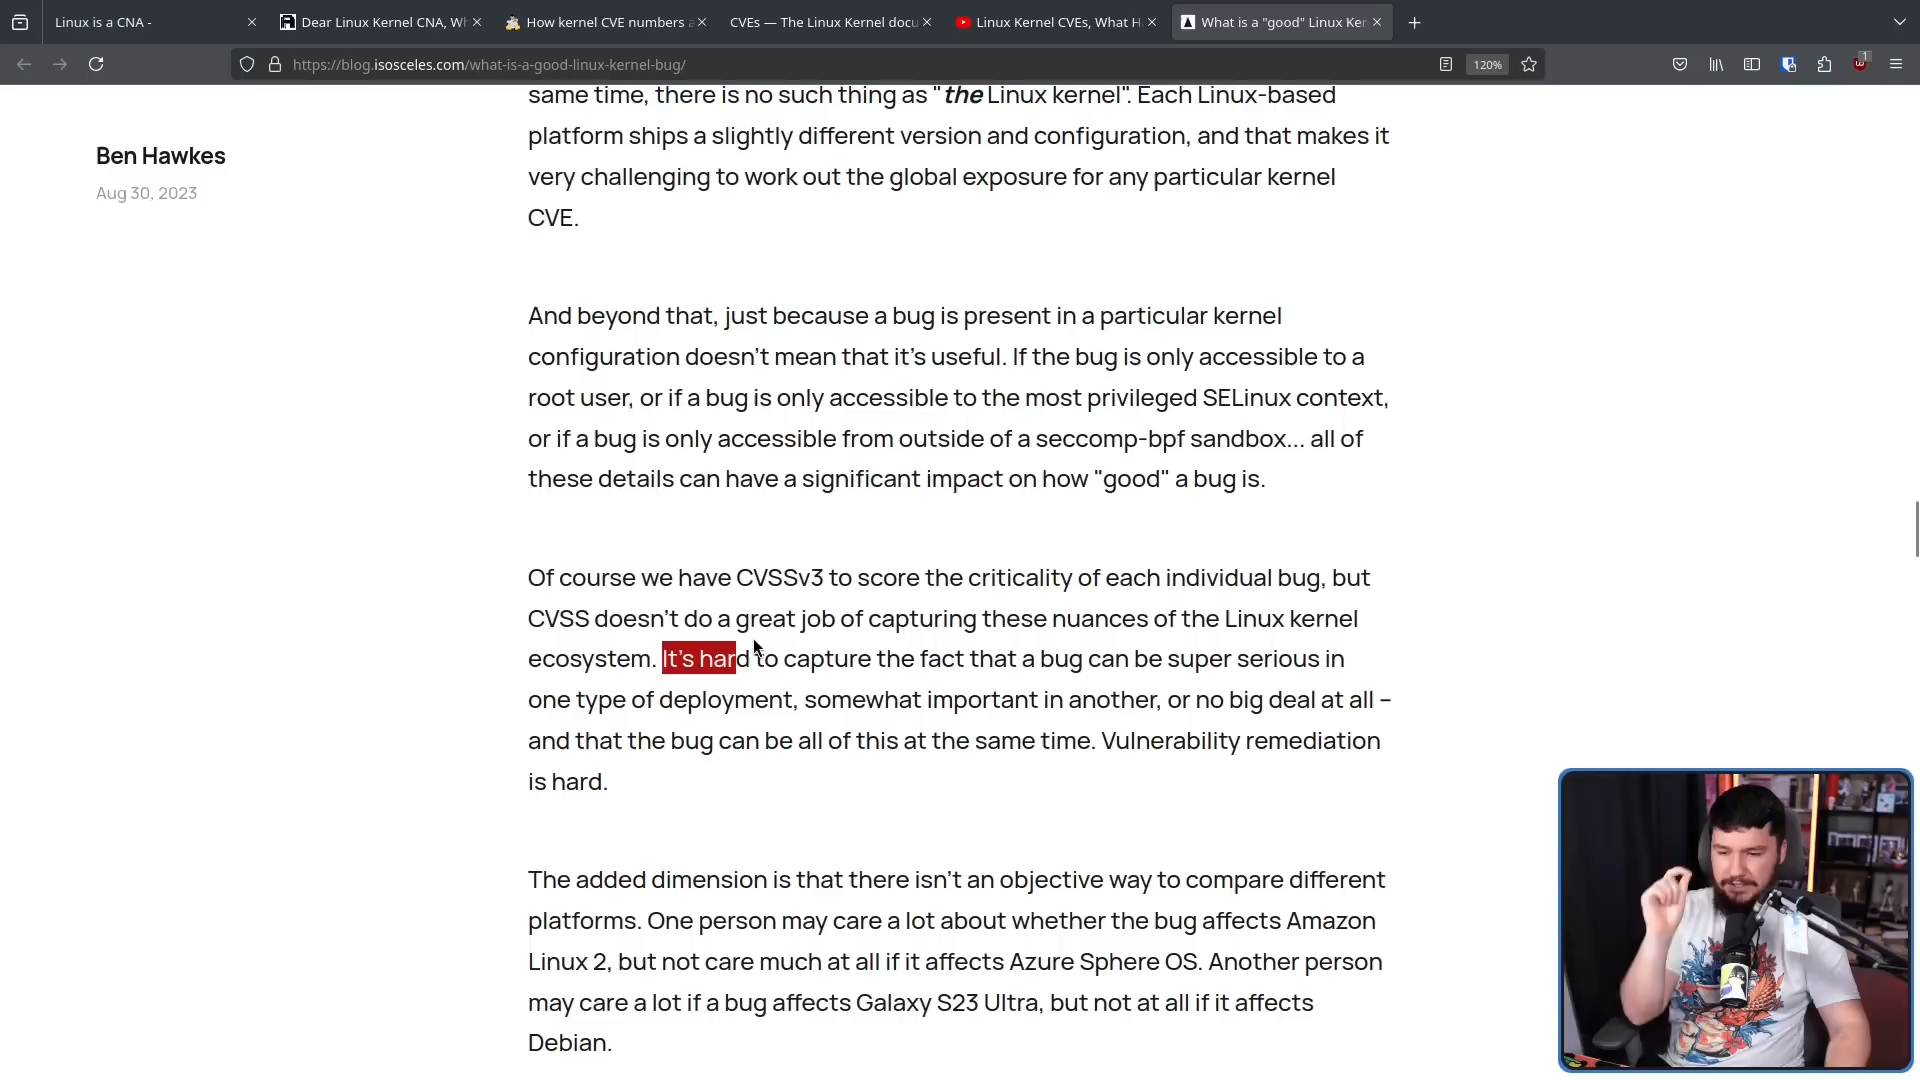 Linux is a CNA -
Dear Linux Kernel CNA, Wh
How kernel CVE numbers a
CVEs — The Linux Kernel docu
Linux Kernel CVEs, What H
What is a "good" Linux Ker
https://blog.isosceles.com/what-is-a-good-linux-kernel-bug/
120%
1
Ben Hawkes
Aug 30, 2023
same time, there is no such thing as "the Linux kernel". Each Linux-based
platform ships a slightly different version and configuration, and that makes it
very challenging to work out the global exposure for any particular kernel
CVE.
And beyond that, just because a bug is present in a particular kernel
configuration doesn’t mean that it’s useful. If the bug is only accessible to a
root user, or if a bug is only accessible to the most privileged SELinux context,
or if a bug is only accessible from outside of a seccomp-bpf sandbox... all of
these details can have a significant impact on how "good" a bug is.
Of course we have CVSSv3 to score the criticality of each individual bug, but
CVSS doesn’t do a great job of capturing these nuances of the Linux kernel
ecosystem. It’s hard to capture the fact that a bug can be super serious in
one type of deployment, somewhat important in another, or no big deal at all –
and that the bug can be all of this at the same time. Vulnerability remediation
is hard.
The added dimension is that there isn’t an objective way to compare different
platforms. One person may care a lot about whether the bug affects Amazon
Linux 2, but not care much at all if it affects Azure Sphere OS. Another person
may care a lot if a bug affects Galaxy S23 Ultra, but not at all if it affects
Debian.